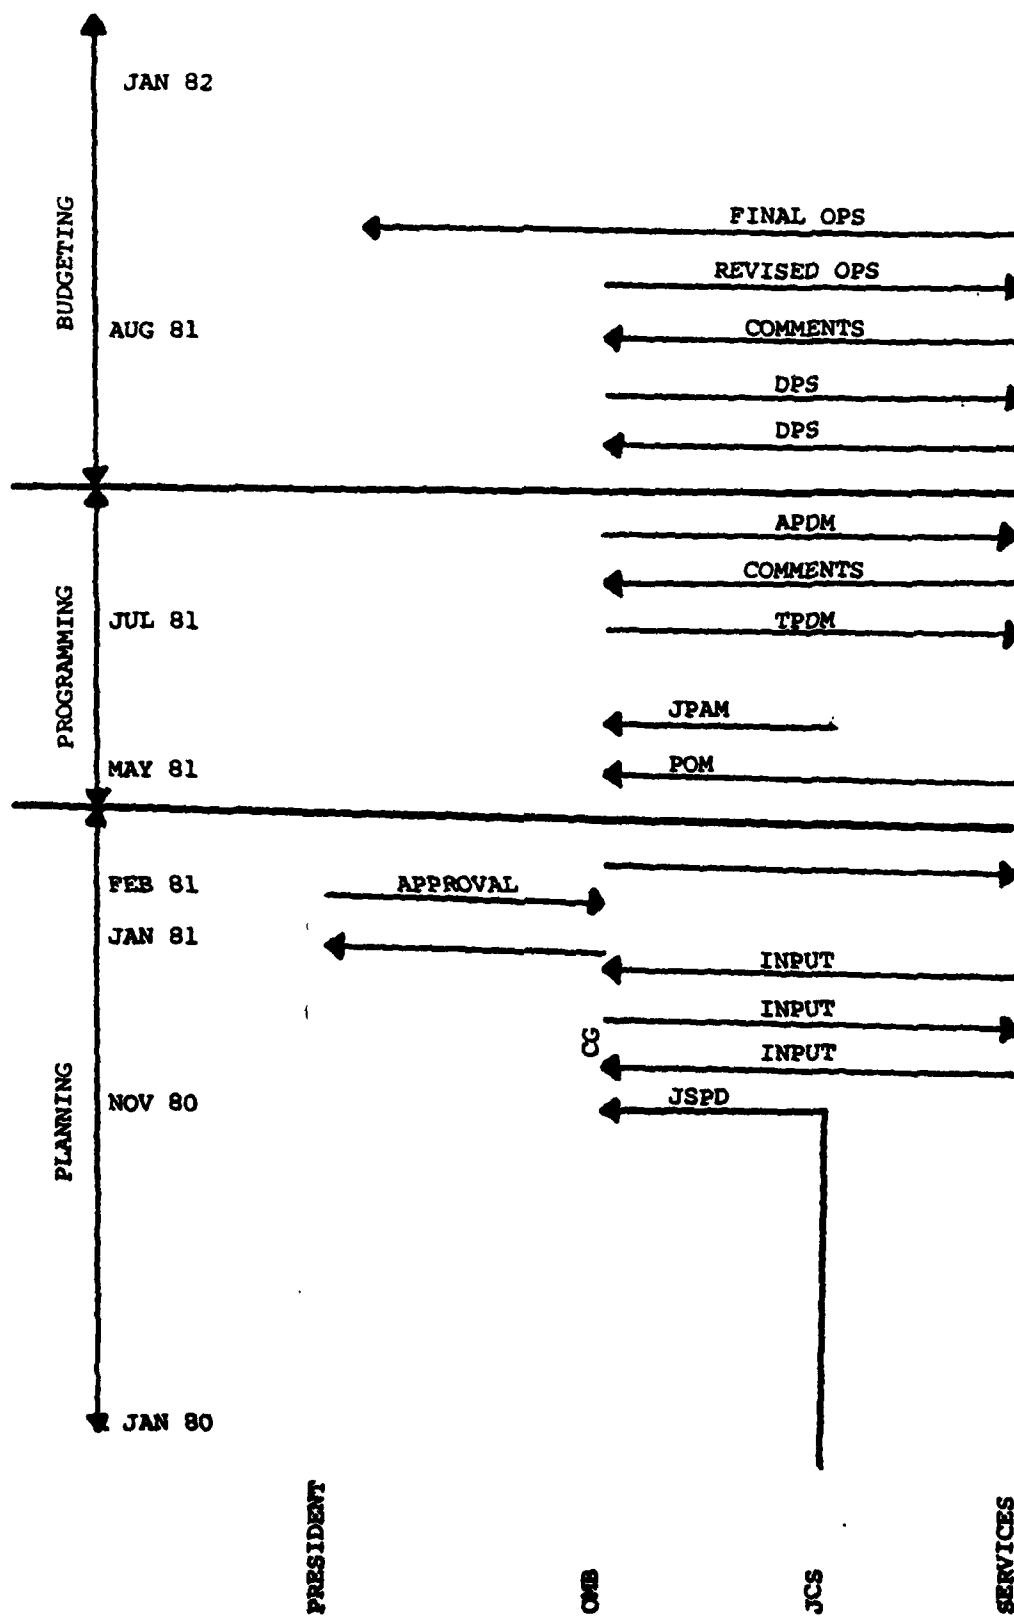 JAN 82
BUDGETING
FINAL OPS
REVISED OPS
AUG 81
COMMENTS
DPS
DPS
APDM
COMMENTS
PROGRAMMING
JUL 81
TPDM
JPAM
MAY 81
POM
FEB 81
APPROVAL
JAN 81
INPUT
INPUT
CG
INPUT
PLANNING
NOV 80
JSPD
JAN 80
PRESIDENT
OMB
JCS
SERVICES